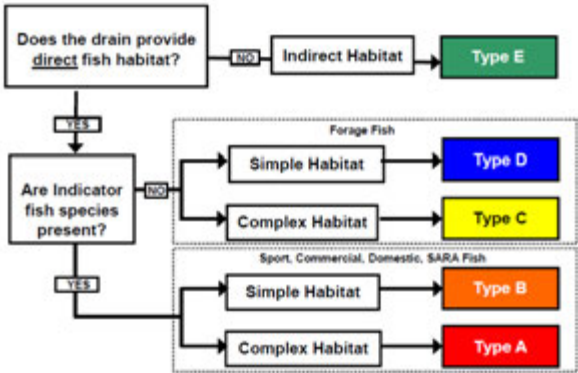 Does the drain provide
direct fish habitat?
NO
Indirect Habitat
Type E
YES
Forage Fish
Are Indicator
fish species
present?
NO
Simple Habitat
Type D
Complex Habitat
Type C
YES
Sport, Commercial, Domestic, SARA Fish
Simple Habitat
Type B
Complex Habitat
Type A